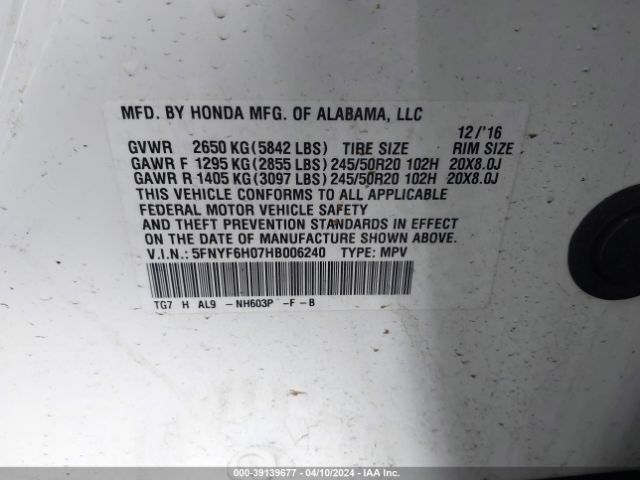 MFD. BY HONDA MFG. OF ALABAMA, LLC
12/'16
GVWR 2650 KG(5842 LBS) TIRE SIZE RIM SIZE
GAWR F 1295 KG(2855 LBS)245/50R20 102H 20X8.0J
GAWR R 1405 KG(3097 LBS)245/50R20 102H 20X8.0J
THIS VEHICLE CONFORMS TO ALL APPLICABLE
FEDERAL MOTOR VEHICLE SAFETY
AND THEFT PREVENTION STANDARDS IN EFFECT
ON THE DATE OF MANUFACTURE SHOWN ABOVE.
V.I.N.: 5FNYF6H07HB006240 TYPE: MPV
TG7 H AL9 -NH603P -F-B
000-39139677 - 04/10/2024 - IAA Inc.